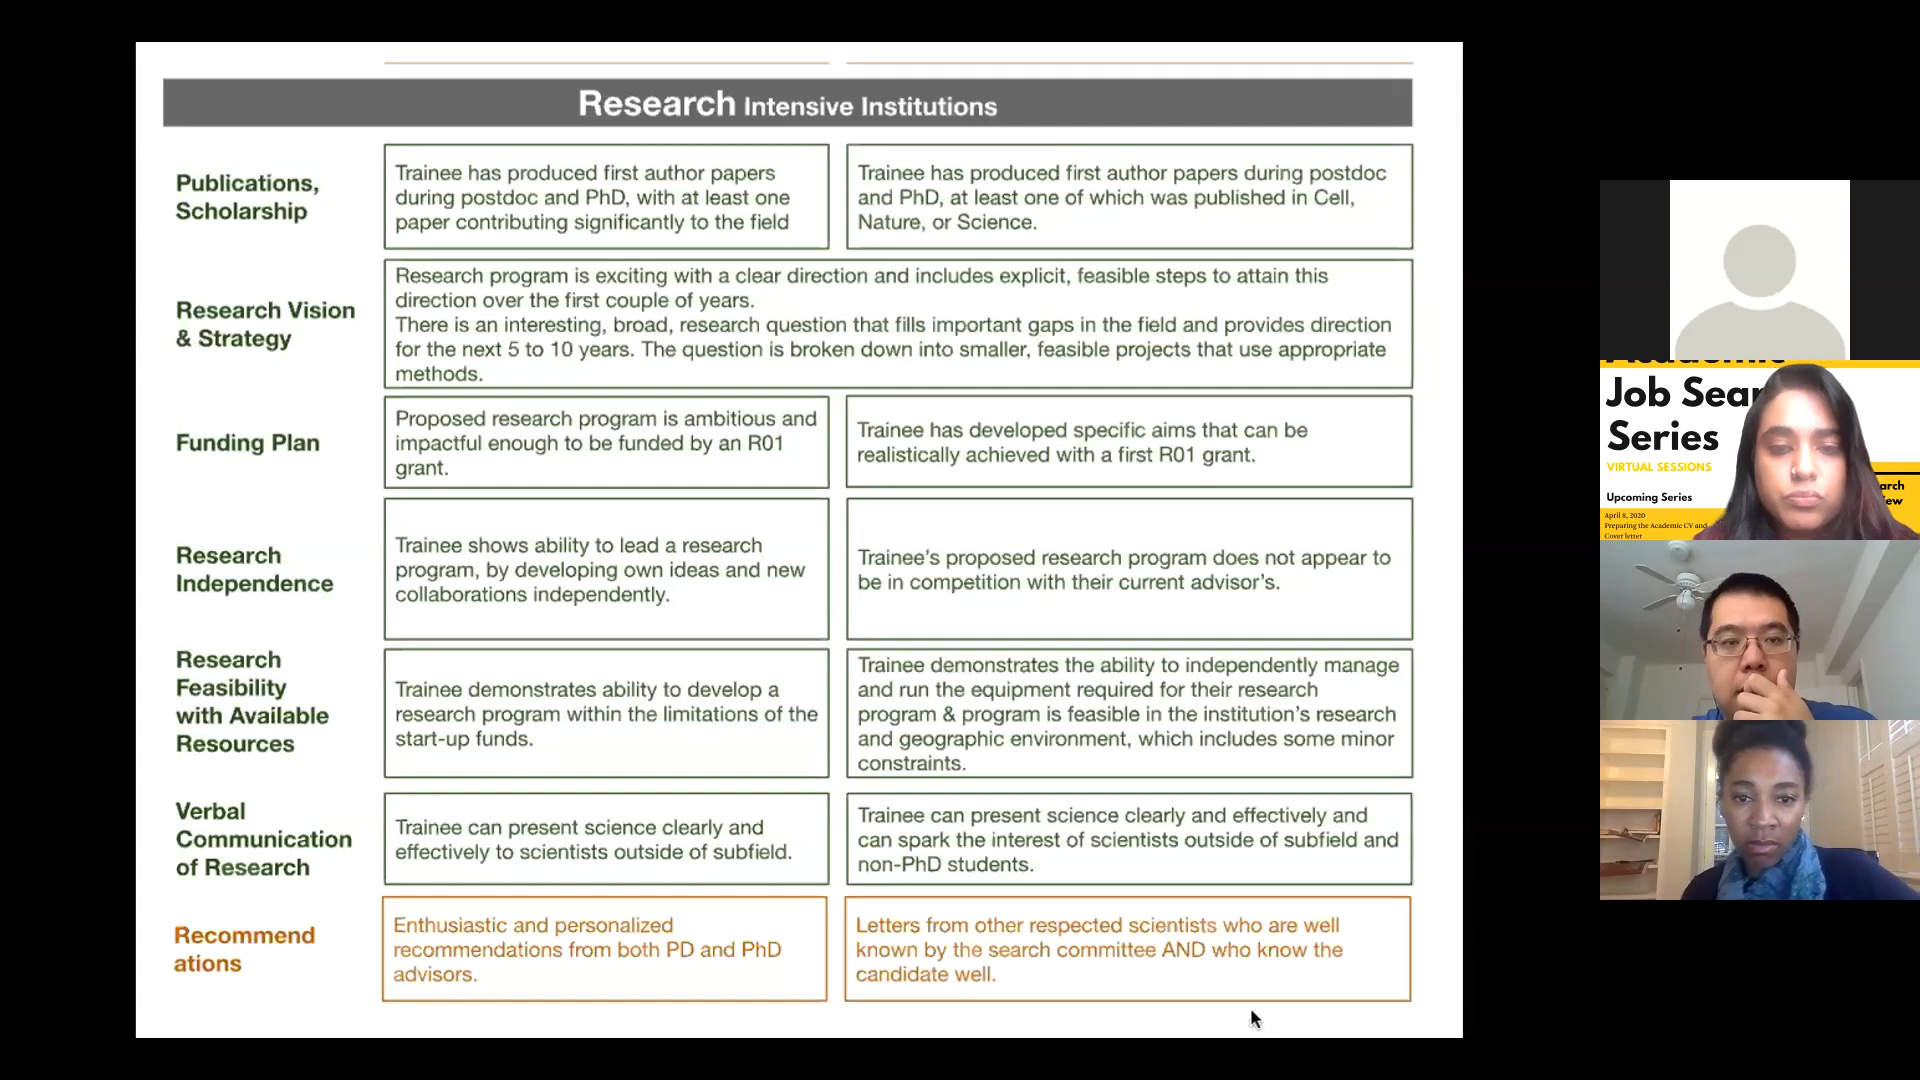 Research Intensive Institutions
Publications,
Scholarship
Trainee has produced first author papers
during postdoc and PhD, with at least one
paper contributing significantly to the field
Trainee has produced first author papers during postdoc
and PhD, at least one of which was published in Cell,
Nature, or Science.
Research Vision
& Strategy
Research program is exciting with a clear direction and includes explicit, feasible steps to attain this
direction over the first couple of years.
There is an interesting, broad, research question that fills important gaps in the field and provides direction
for the next 5 to 10 years. The question is broken down into smaller, feasible projects that use appropriate
methods.
Funding Plan
Proposed research program is ambitious and
impactful enough to be funded by an R01
grant.
Trainee has developed specific aims that can be
realistically achieved with a first R01 grant.
Research
Independence
Trainee shows ability to lead a research
program, by developing own ideas and new
collaborations independently.
Trainee's proposed research program does not appear to
be in competition with their current advisor's.
Research
Feasibility
with Available
Resources
Trainee demonstrates ability to develop a
research program within the limitations of the
start-up funds.
Trainee demonstrates the ability to independently manage
and run the equipment required for their research
program & program is feasible in the institution's research
and geographic environment, which includes some minor
constraints.
Verbal
Communication
of Research
Trainee can present science clearly and
effectively to scientists outside of subfield.
Trainee can present science clearly and effectively and
can spark the interest of scientists outside of subfield and
non-PhD students.
Recommend
ations
Enthusiastic and personalized
recommendations from both PD and PhD
advisors.
Letters from other respected scientists who are well
known by the search committee AND who know the
candidate well.
Job Sear
Series
VIRTUAL SESSIONS
Upcoming Series
April 8, 2020
Preparing the Academic CV and
Cover letter
arch
iew